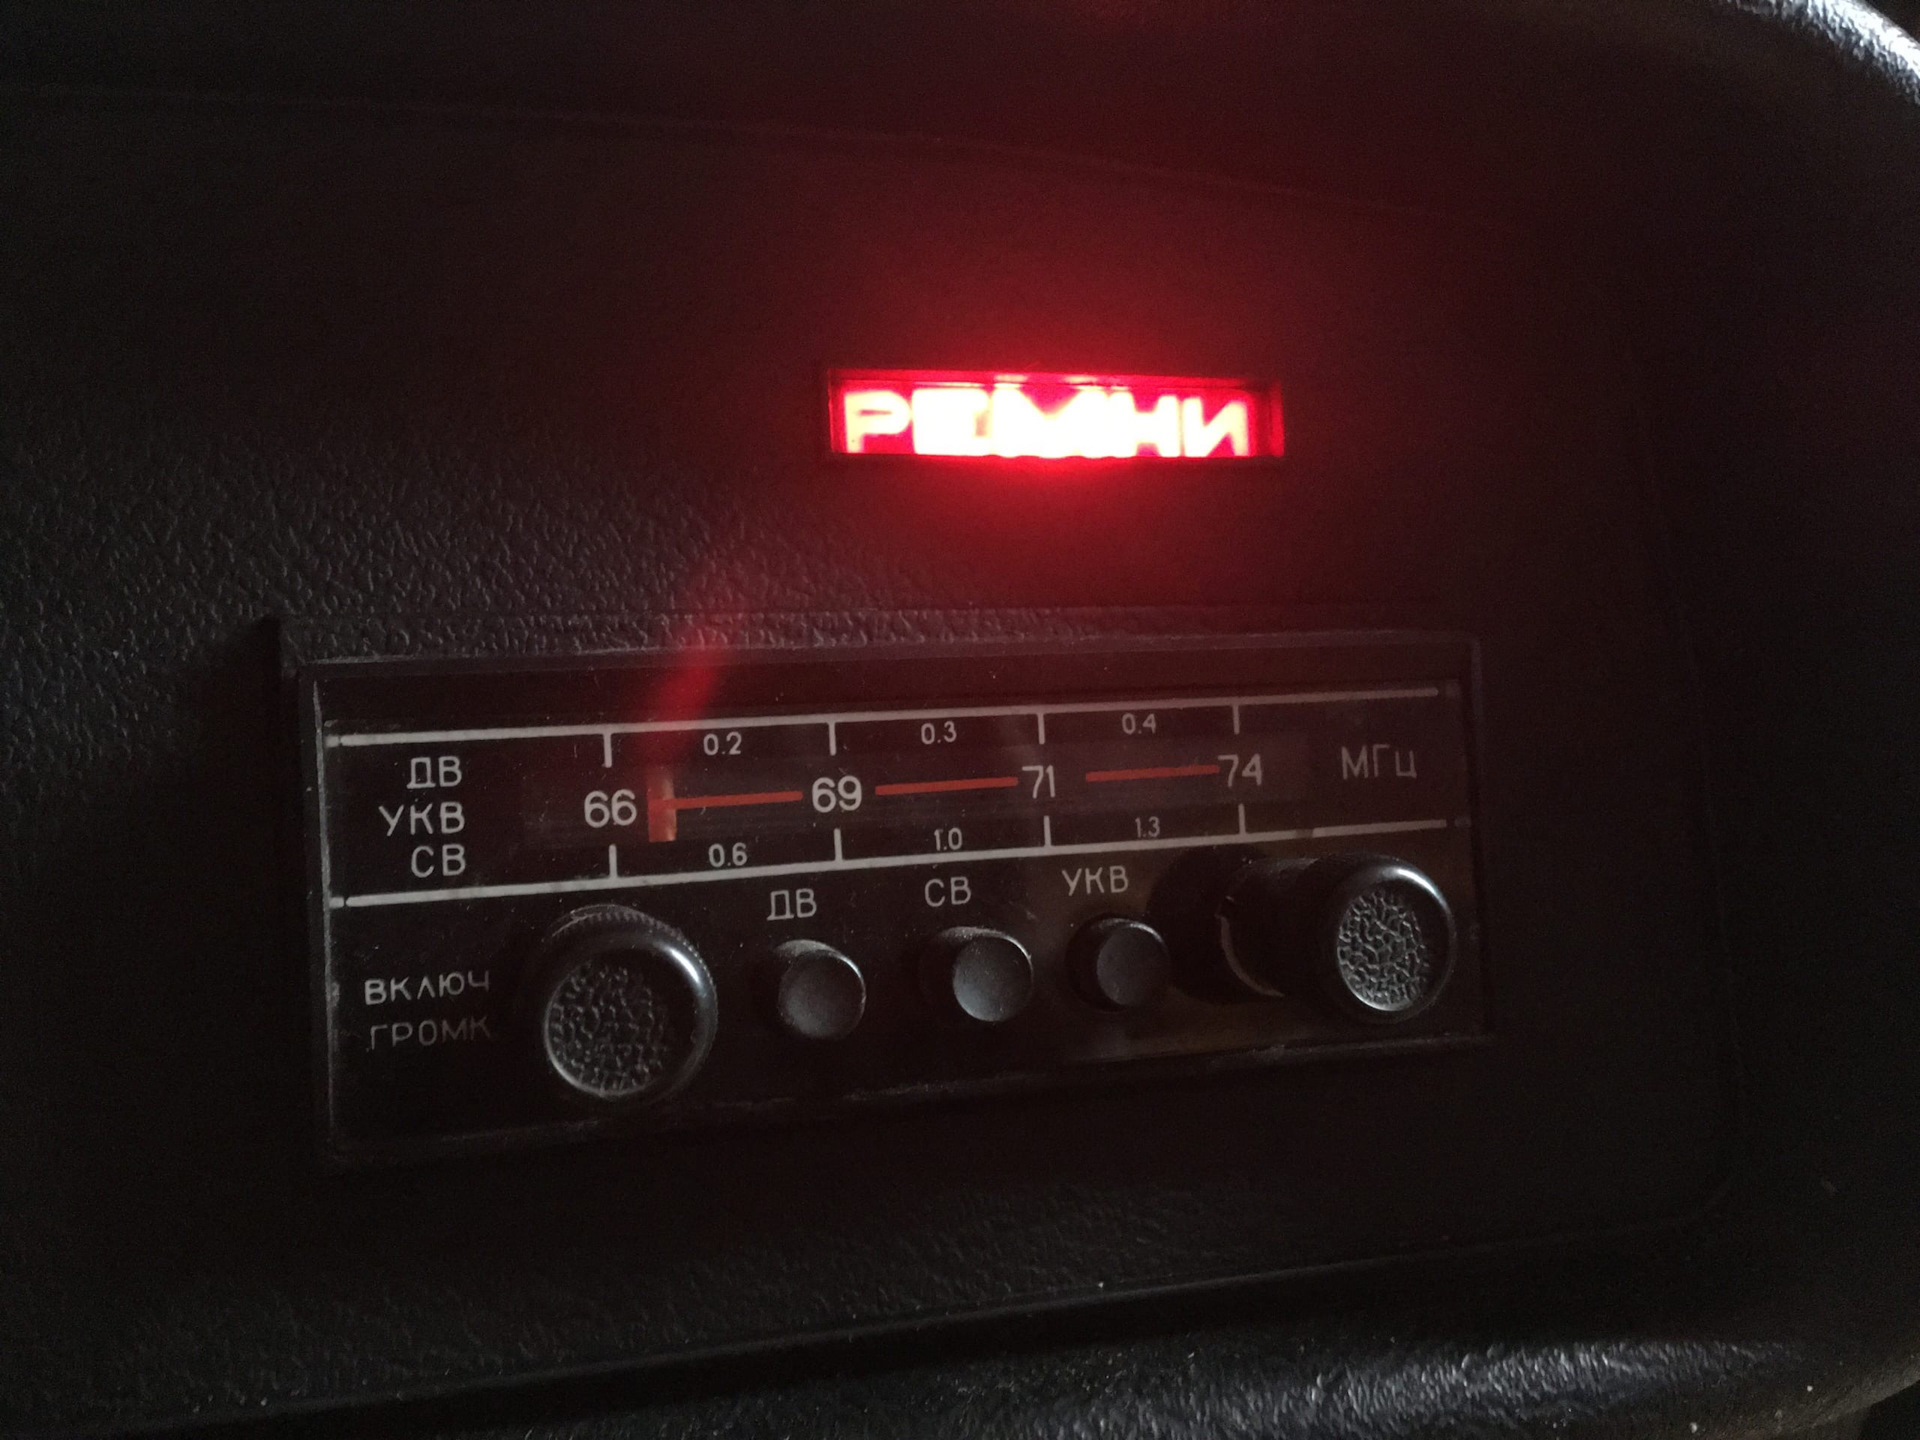 РЕМНИ
0.2 0.3 0.4
ДВ
УКВ 66 69 71 74 МГц
СВ
0.6 1.0 1.3
ДВ СВ УКВ
ВКЛЮЧ
ГРОМК